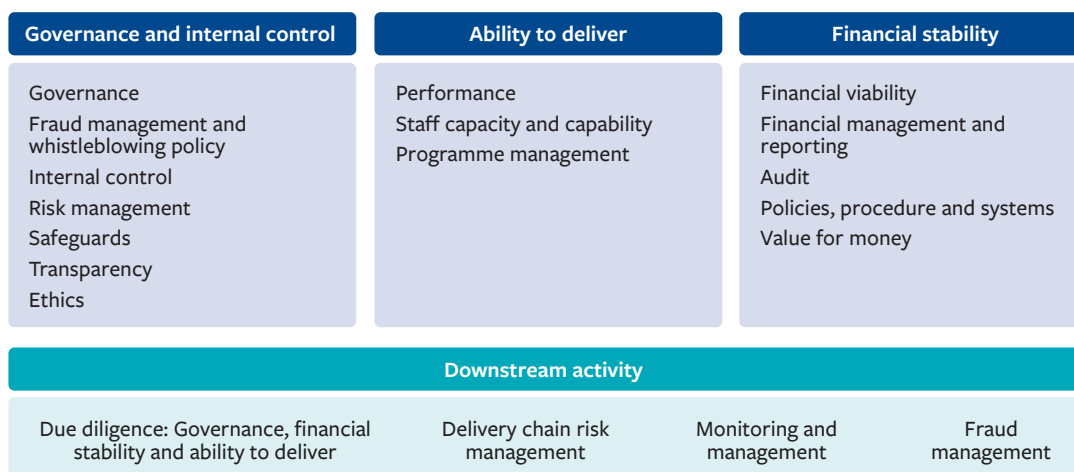 Governance and internal control
Governance
Fraud management and
whistleblowing policy
Internal control
Risk management
Safeguards
Transparency
Ethics
Ability to deliver
Performance
Staff capacity and capability
Programme management
Financial stability
Financial viability
Financial management and
reporting
Audit
Policies, procedure and systems
Value for money
Downstream activity
Due diligence: Governance, financial
stability and ability to deliver
Delivery chain risk
management
Monitoring and
management
Fraud
management